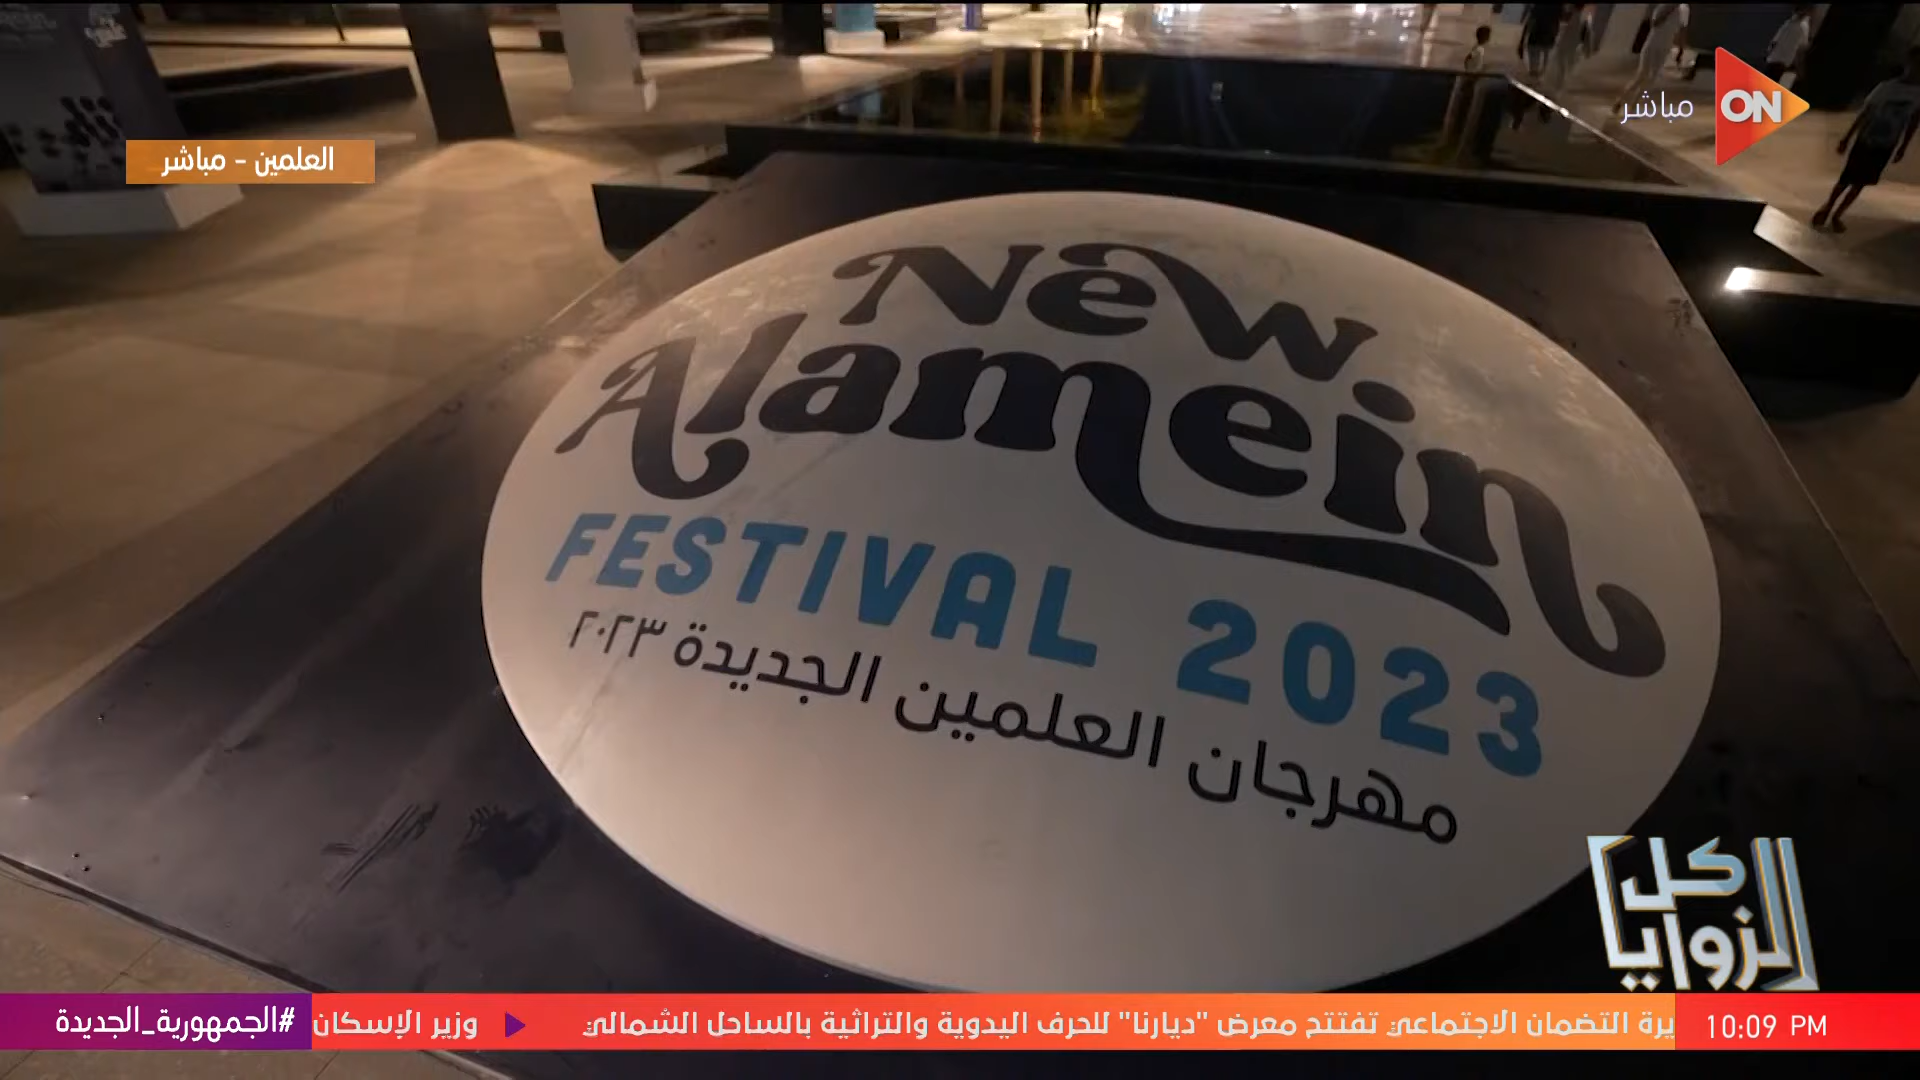 مباشر
ON
العلمين - مباشر
New
Alamein
FESTIVAL 2023
مهرجان العلمين الجديدة ٢٠٢٣
كل
الزوايا
10:09 PM
يرة التضمان الاجتماعي تفتتح معرض "ديارنا" للحرف اليدوية والتراثية بالساحل الشمالي
وزير الإسكان
#الجمهورية_الجديدة